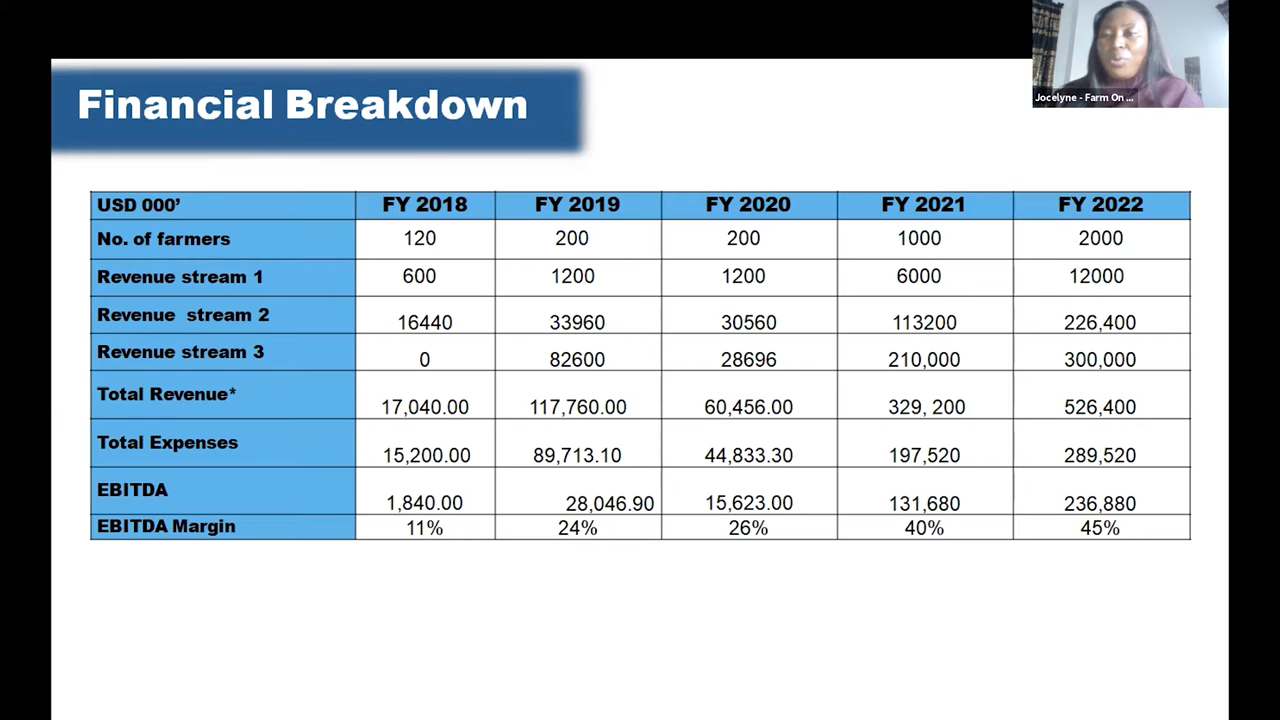 Jocelyne - Farm On ...
Financial Breakdown
USD 000’ FY 2018 FY 2019 FY 2020 FY 2021 FY 2022
No. of farmers 120 200 200 1000 2000
Revenue stream 1 600 1200 1200 6000 12000
Revenue stream 2 16440 33960 30560 113200 226,400
Revenue stream 3 0 82600 28696 210,000 300,000
Total Revenue* 17,040.00 117,760.00 60,456.00 329, 200 526,400
Total Expenses 15,200.00 89,713.10 44,833.30 197,520 289,520
EBITDA 1,840.00 28,046.90 15,623.00 131,680 236,880
EBITDA Margin 11% 24% 26% 40% 45%